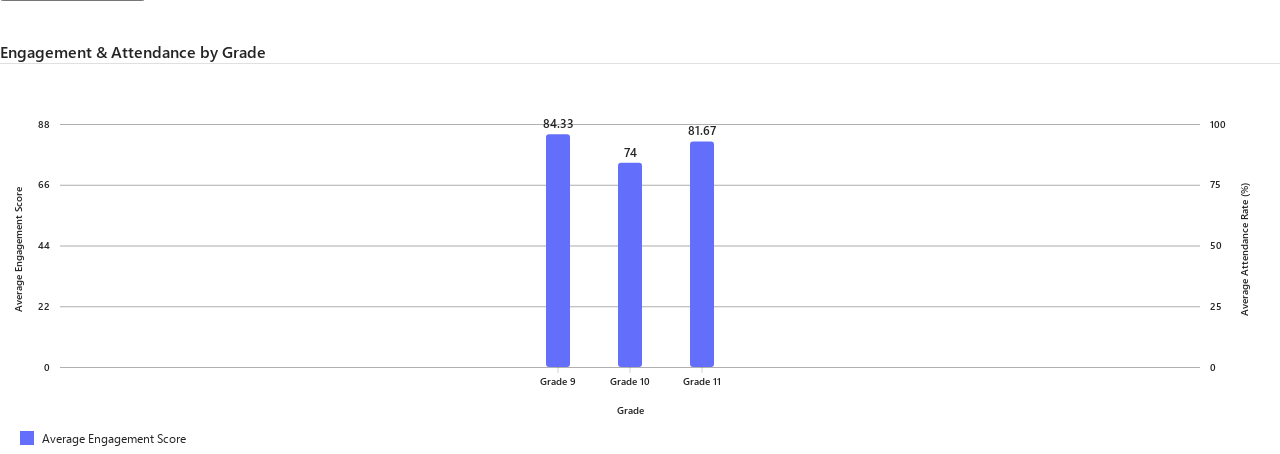 Engagement & Attendance by Grade
88
66
44
22
0
Average Engagement Score
84.33
74
81.67
100
75
50
25
0
Average Attendance Rate (%)
Grade 9
Grade 10
Grade 11
Grade
Average Engagement Score